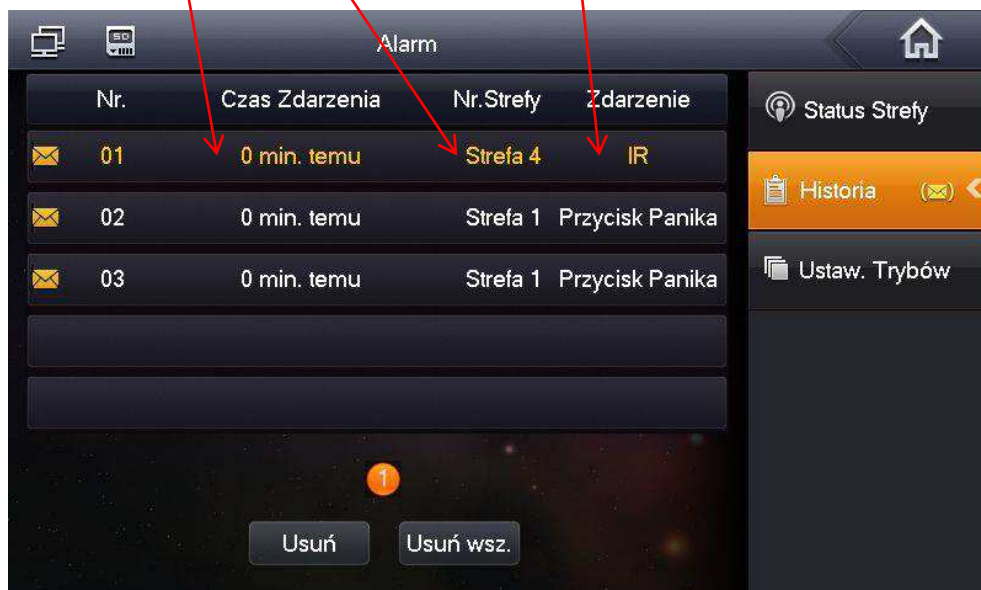 SD
Alarm
Nr. Czas Zdarzenia Nr.Strefy Zdarzenie
01 0 min. temu Strefa 4 IR
02 0 min. temu Strefa 1 Przycisk Panika
03 0 min. temu Strefa 1 Przycisk Panika
1
Usuń Usuń wsz.
Status Strefy
Historia
Ustaw. Trybów